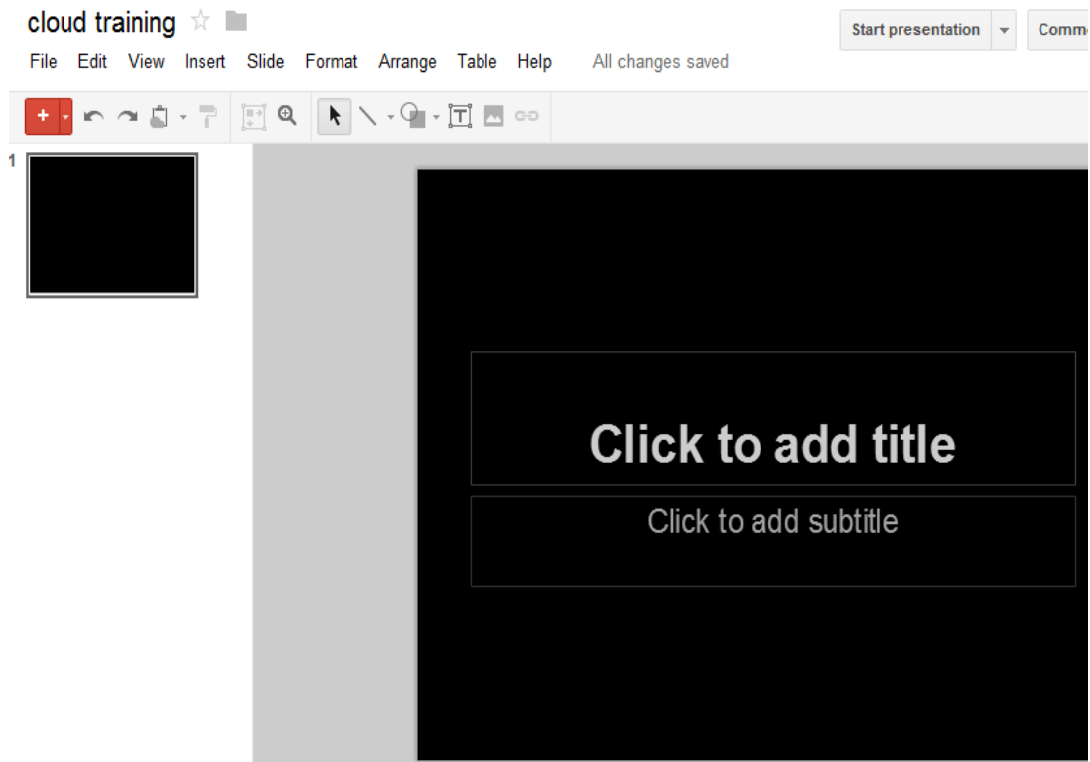 cloud training
Start presentation
File Edit View Insert Slide Format Arrange Table Help All changes saved
1
Click to add title
Click to add subtitle